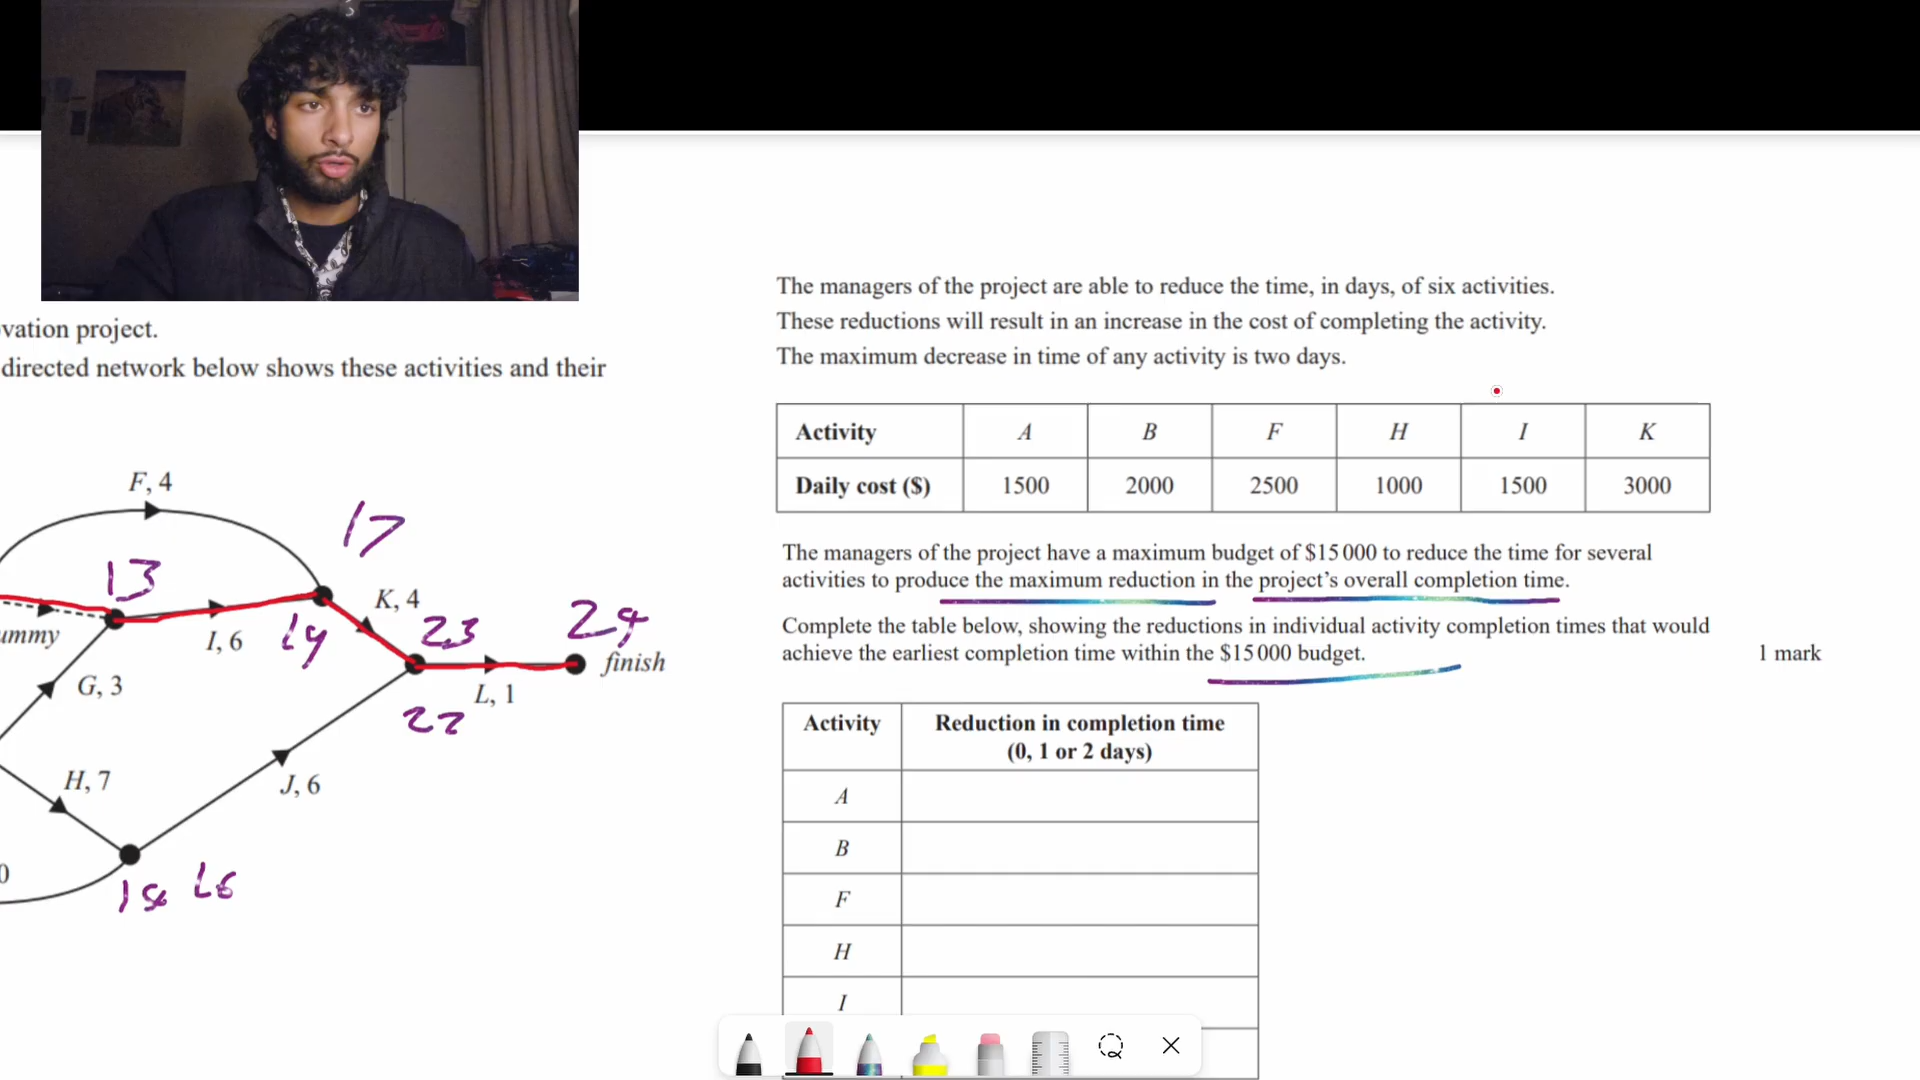 vation project.
directed network below shows these activities and their
F, 4
17
13
ummy
I, 6
19
K, 4
23
24
finish
G, 3
L, 1
22
H, 7
J, 6
0
15 16
The managers of the project are able to reduce the time, in days, of six activities.
These reductions will result in an increase in the cost of completing the activity.
The maximum decrease in time of any activity is two days.
Activity A B F H I K
Daily cost ($) 1500 2000 2500 1000 1500 3000
The managers of the project have a maximum budget of $15 000 to reduce the time for several
activities to produce the maximum reduction in the project's overall completion time.
Complete the table below, showing the reductions in individual activity completion times that would
achieve the earliest completion time within the $15 000 budget. 1 mark
Activity Reduction in completion time
(0, 1 or 2 days)
A
B
F
H
I